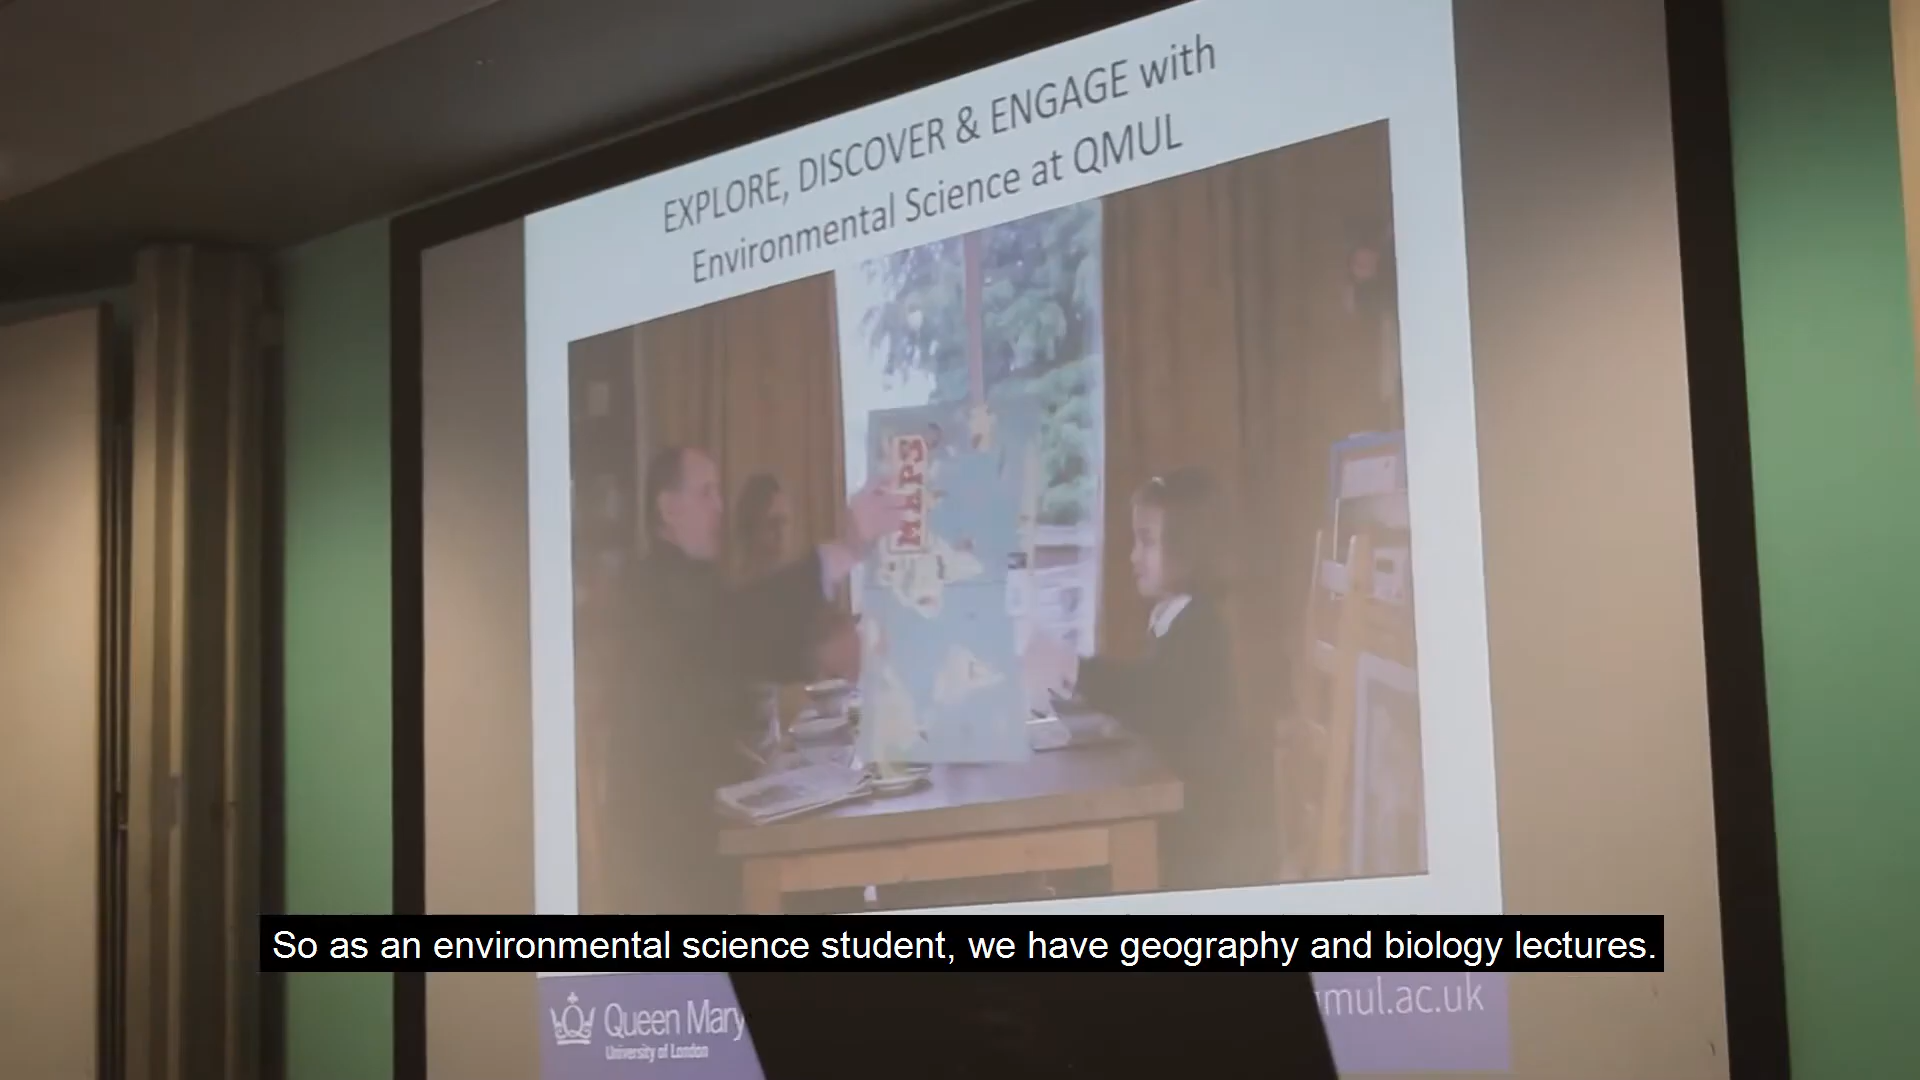 EXPLORE, DISCOVER & ENGAGE with
Environmental Science at QMUL
MAPS
So as an environmental science student, we have geography and biology lectures.
Queen Mary
University of London
mul.ac.uk